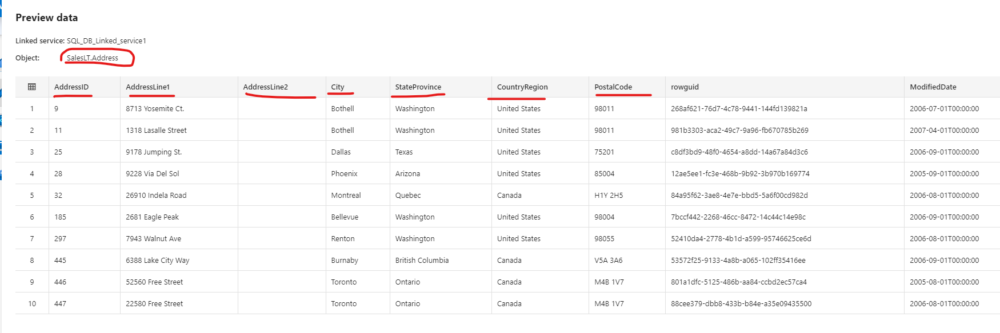 Preview data
Linked service: SQL_DB_Linked_service1
Object: SalesLT.Address
AddressID AddressLine1 AddressLine2 City StateProvince CountryRegion PostalCode rowguid ModifiedDate
1 9 8713 Yosemite Ct. Bothell Washington United States 98011 268af621-76d7-4c78-9441-144fd139821a 2006-07-01T00:00:00
2 11 1318 Lasalle Street Bothell Washington United States 98011 981b3303-aca2-49c7-9a96-fb670785b269 2007-04-01T00:00:00
3 25 9178 Jumping St. Dallas Texas United States 75201 c8df3bd9-48f0-4654-a8dd-14a67a84d3c6 2006-09-01T00:00:00
4 28 9228 Via Del Sol Phoenix Arizona United States 85004 12ae5ee1-fc3e-468b-9b92-3b970b169774 2005-09-01T00:00:00
5 32 26910 Indela Road Montreal Quebec Canada H1Y 2H5 84a95f62-3ae8-4e7e-bbd5-5a6f00cd982d 2006-08-01T00:00:00
6 185 2681 Eagle Peak Bellevue Washington United States 98004 7bccf442-2268-46cc-8472-14c44c14e98c 2006-09-01T00:00:00
7 297 7943 Walnut Ave Renton Washington United States 98055 52410da4-2778-4b1d-a599-95746625ce6d 2006-08-01T00:00:00
8 445 6388 Lake City Way Burnaby British Columbia Canada V5A 3A6 53572f25-9133-4a8b-a065-102ff35416ee 2006-09-01T00:00:00
9 446 52560 Free Street Toronto Ontario Canada M4B 1V7 801a1dfc-5125-486b-aa84-ccbd2ec57ca4 2005-08-01T00:00:00
10 447 22580 Free Street Toronto Ontario Canada M4B 1V7 88cee379-dbb8-433b-b84e-a35e09435500 2006-08-01T00:00:00